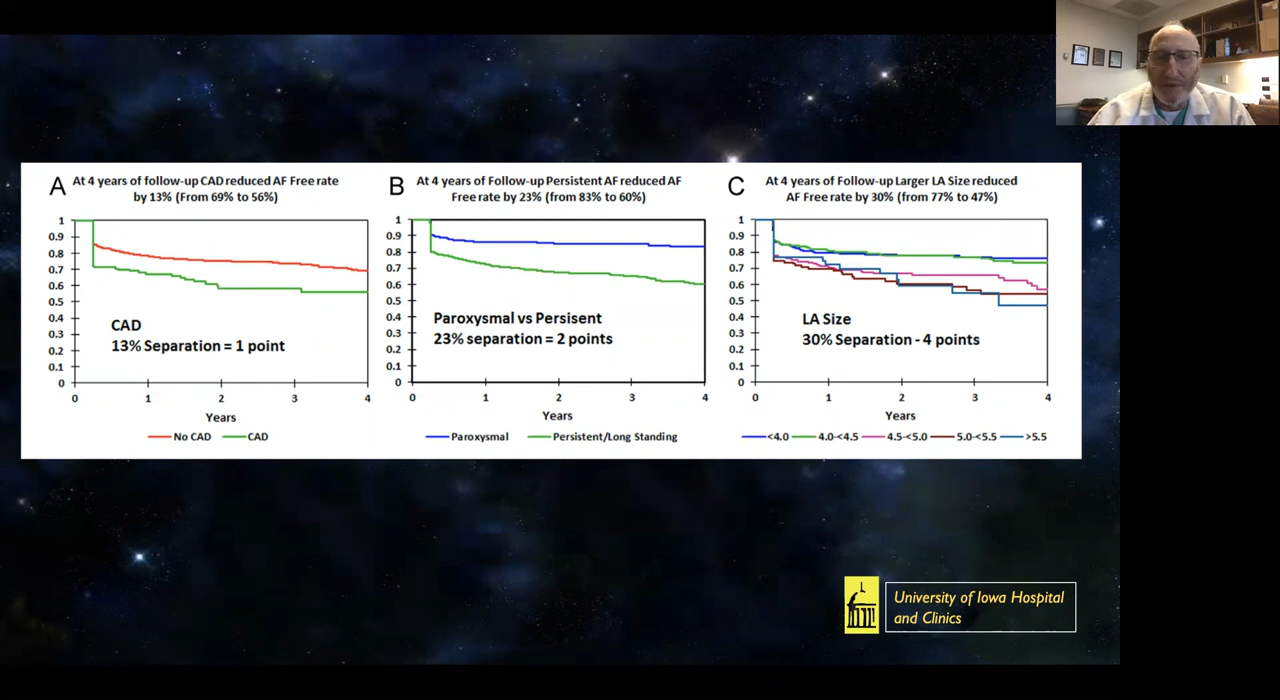 A
At 4 years of follow-up CAD reduced AF Free rate
by 13% (From 69% to 56%)
1
0.9
0.8
0.7
0.6
0.5
0.4
0.3
0.2
0.1
0
CAD
13% Separation = 1 point
0 1 2 3 4
Years
No CAD CAD
B
At 4 years of Follow-up Persistent AF reduced AF
Free rate by 23% (from 83% to 60%)
1
0.9
0.8
0.7
0.6
0.5
0.4
0.3
0.2
0.1
0
Paroxysmal vs Persisent
23% separation = 2 points
0 1 2 3 4
Years
Paroxysmal Persistent/Long Standing
C
At 4 years of Follow-up Larger LA Size reduced
AF Free rate by 30% (from 77% to 47%)
1
0.9
0.8
0.7
0.6
0.5
0.4
0.3
0.2
0.1
0
LA Size
30% Separation - 4 points
0 1 2 3 4
Years
<4.0 4.0-<4.5 4.5-<5.0 5.0-<5.5 >5.5
University of Iowa Hospital
and Clinics